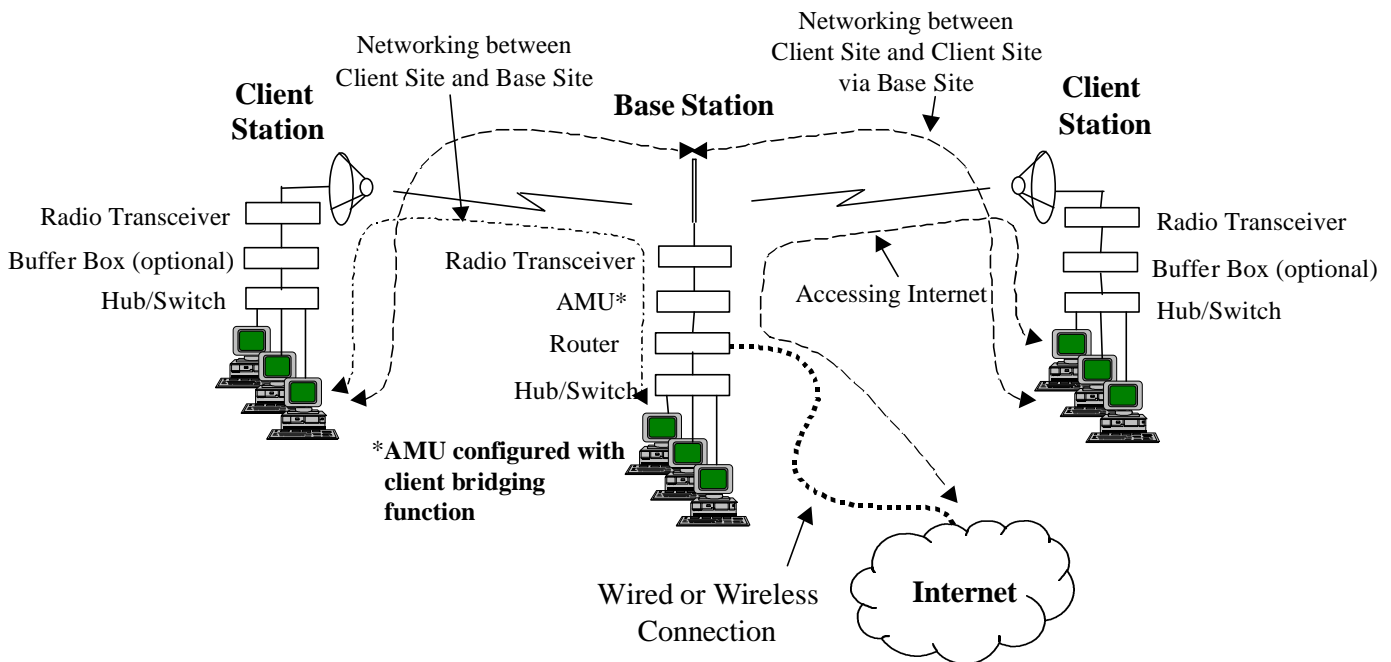 Networking between
Client Site and Base Site
Networking between
Client Site and Client Site
via Base Site
Client
Station
Base Station
Client
Station
Radio Transceiver
Buffer Box (optional)
Hub/Switch
Radio Transceiver
AMU*
Router
Hub/Switch
Accessing Internet
Radio Transceiver
Buffer Box (optional)
Hub/Switch
*AMU configured with
client bridging
function
Wired or Wireless
Connection
Internet